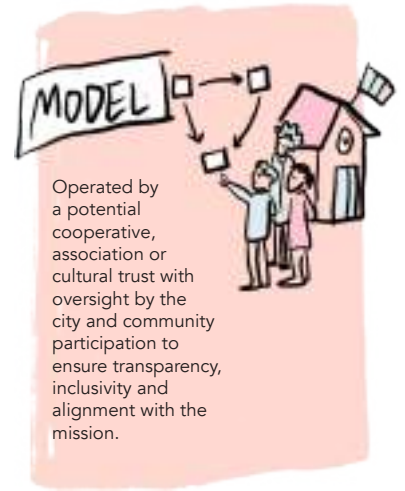 MODEL
Operated by
a potential
cooperative,
association or
cultural trust with
oversight by the
city and community
participation to
ensure transparency,
inclusivity and
alignment with the
mission.